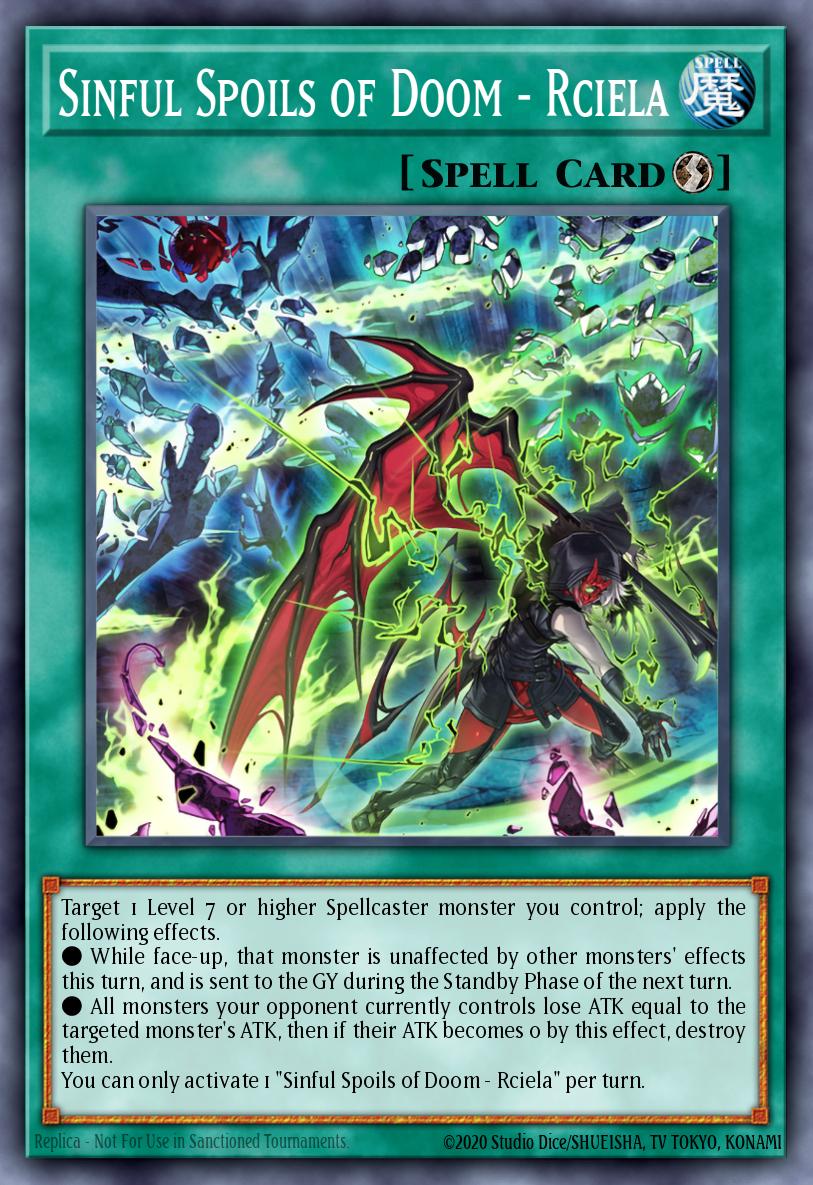 Sinful Spoils of Doom - Rciela
SPELL
魔
[Spell Card]
Target 1 Level 7 or higher Spellcaster monster you control; apply the
following effects.
● While face-up, that monster is unaffected by other monsters' effects
this turn, and is sent to the GY during the Standby Phase of the next turn.
● All monsters your opponent currently controls lose ATK equal to the
targeted monster's ATK, then if their ATK becomes 0 by this effect, destroy
them.
You can only activate 1 "Sinful Spoils of Doom - Rciela" per turn.
Replica - Not For Use in Sanctioned Tournaments.
©2020 Studio Dice/SHUEISHA, TV TOKYO, KONAMI